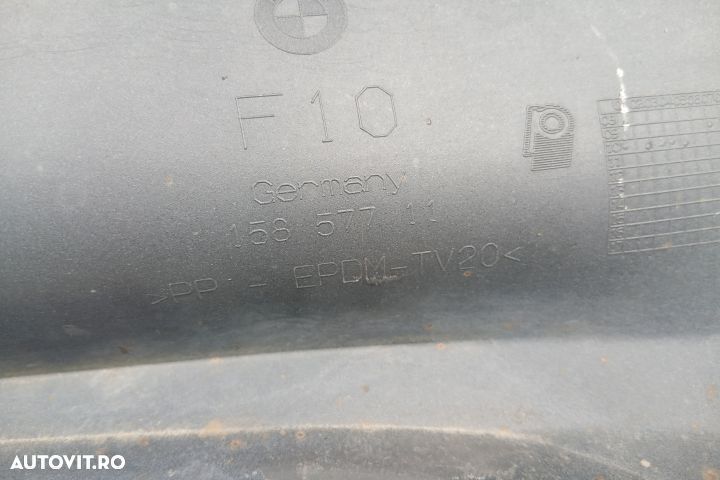 F10
Germany
158 577 11
>PP - EPDM-TV20<
AUTOVIT.RO